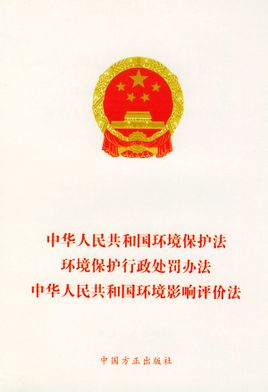 中华人民共和国环境保护法
环境保护行政处罚办法
中华人民共和国环境影响评价法
中国方正出版社